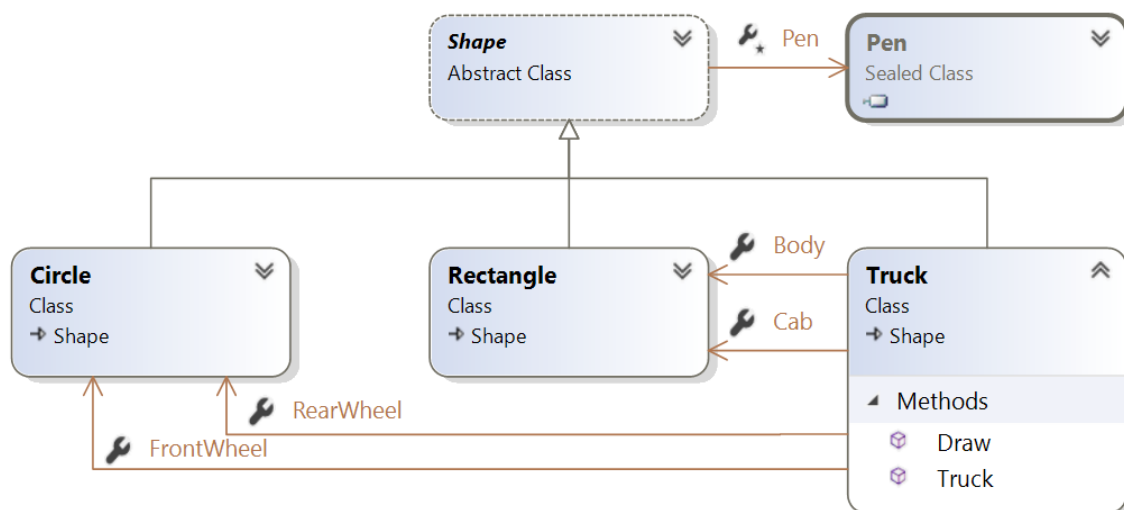 Shape
Abstract Class
Pen
Pen
Sealed Class
Circle
Class
Shape
Rectangle
Class
Shape
Body
Cab
Truck
Class
Shape
Methods
Draw
Truck
RearWheel
FrontWheel